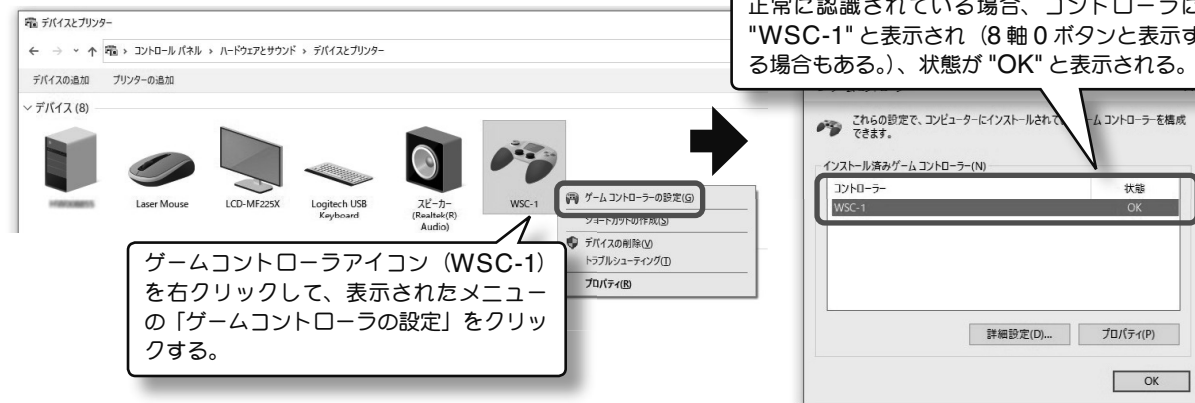 デバイスとプリンター
コントロール パネル › ハードウェアとサウンド › デバイスとプリンター
デバイスの追加 プリンターの追加
デバイス (8)
Laser Mouse
LCD-MF225X
Logitech USB
Keyboard
スピーカー
(Realtek(R)
Audio)
WSC-1
ゲーム コントローラーの設定(G)
ショートカットの作成(S)
デバイスの削除(V)
トラブルシューティング(T)
プロパティ(R)
ゲームコントローラアイコン（WSC-1）
を右クリックして、表示されたメニュー
の「ゲームコントローラの設定」をクリッ
クする。
正常に認識されている場合、コントローラに
"WSC-1" と表示され（8 軸 0 ボタンと表示す
る場合もある。）、状態が "OK" と表示される。
これらの設定で、コンピューターにインストールされて
ム コントローラーを構成
できます。
インストール済みゲーム コントローラー(N)
コントローラー 状態
WSC-1 OK
詳細設定(D)... プロパティ(P)
OK